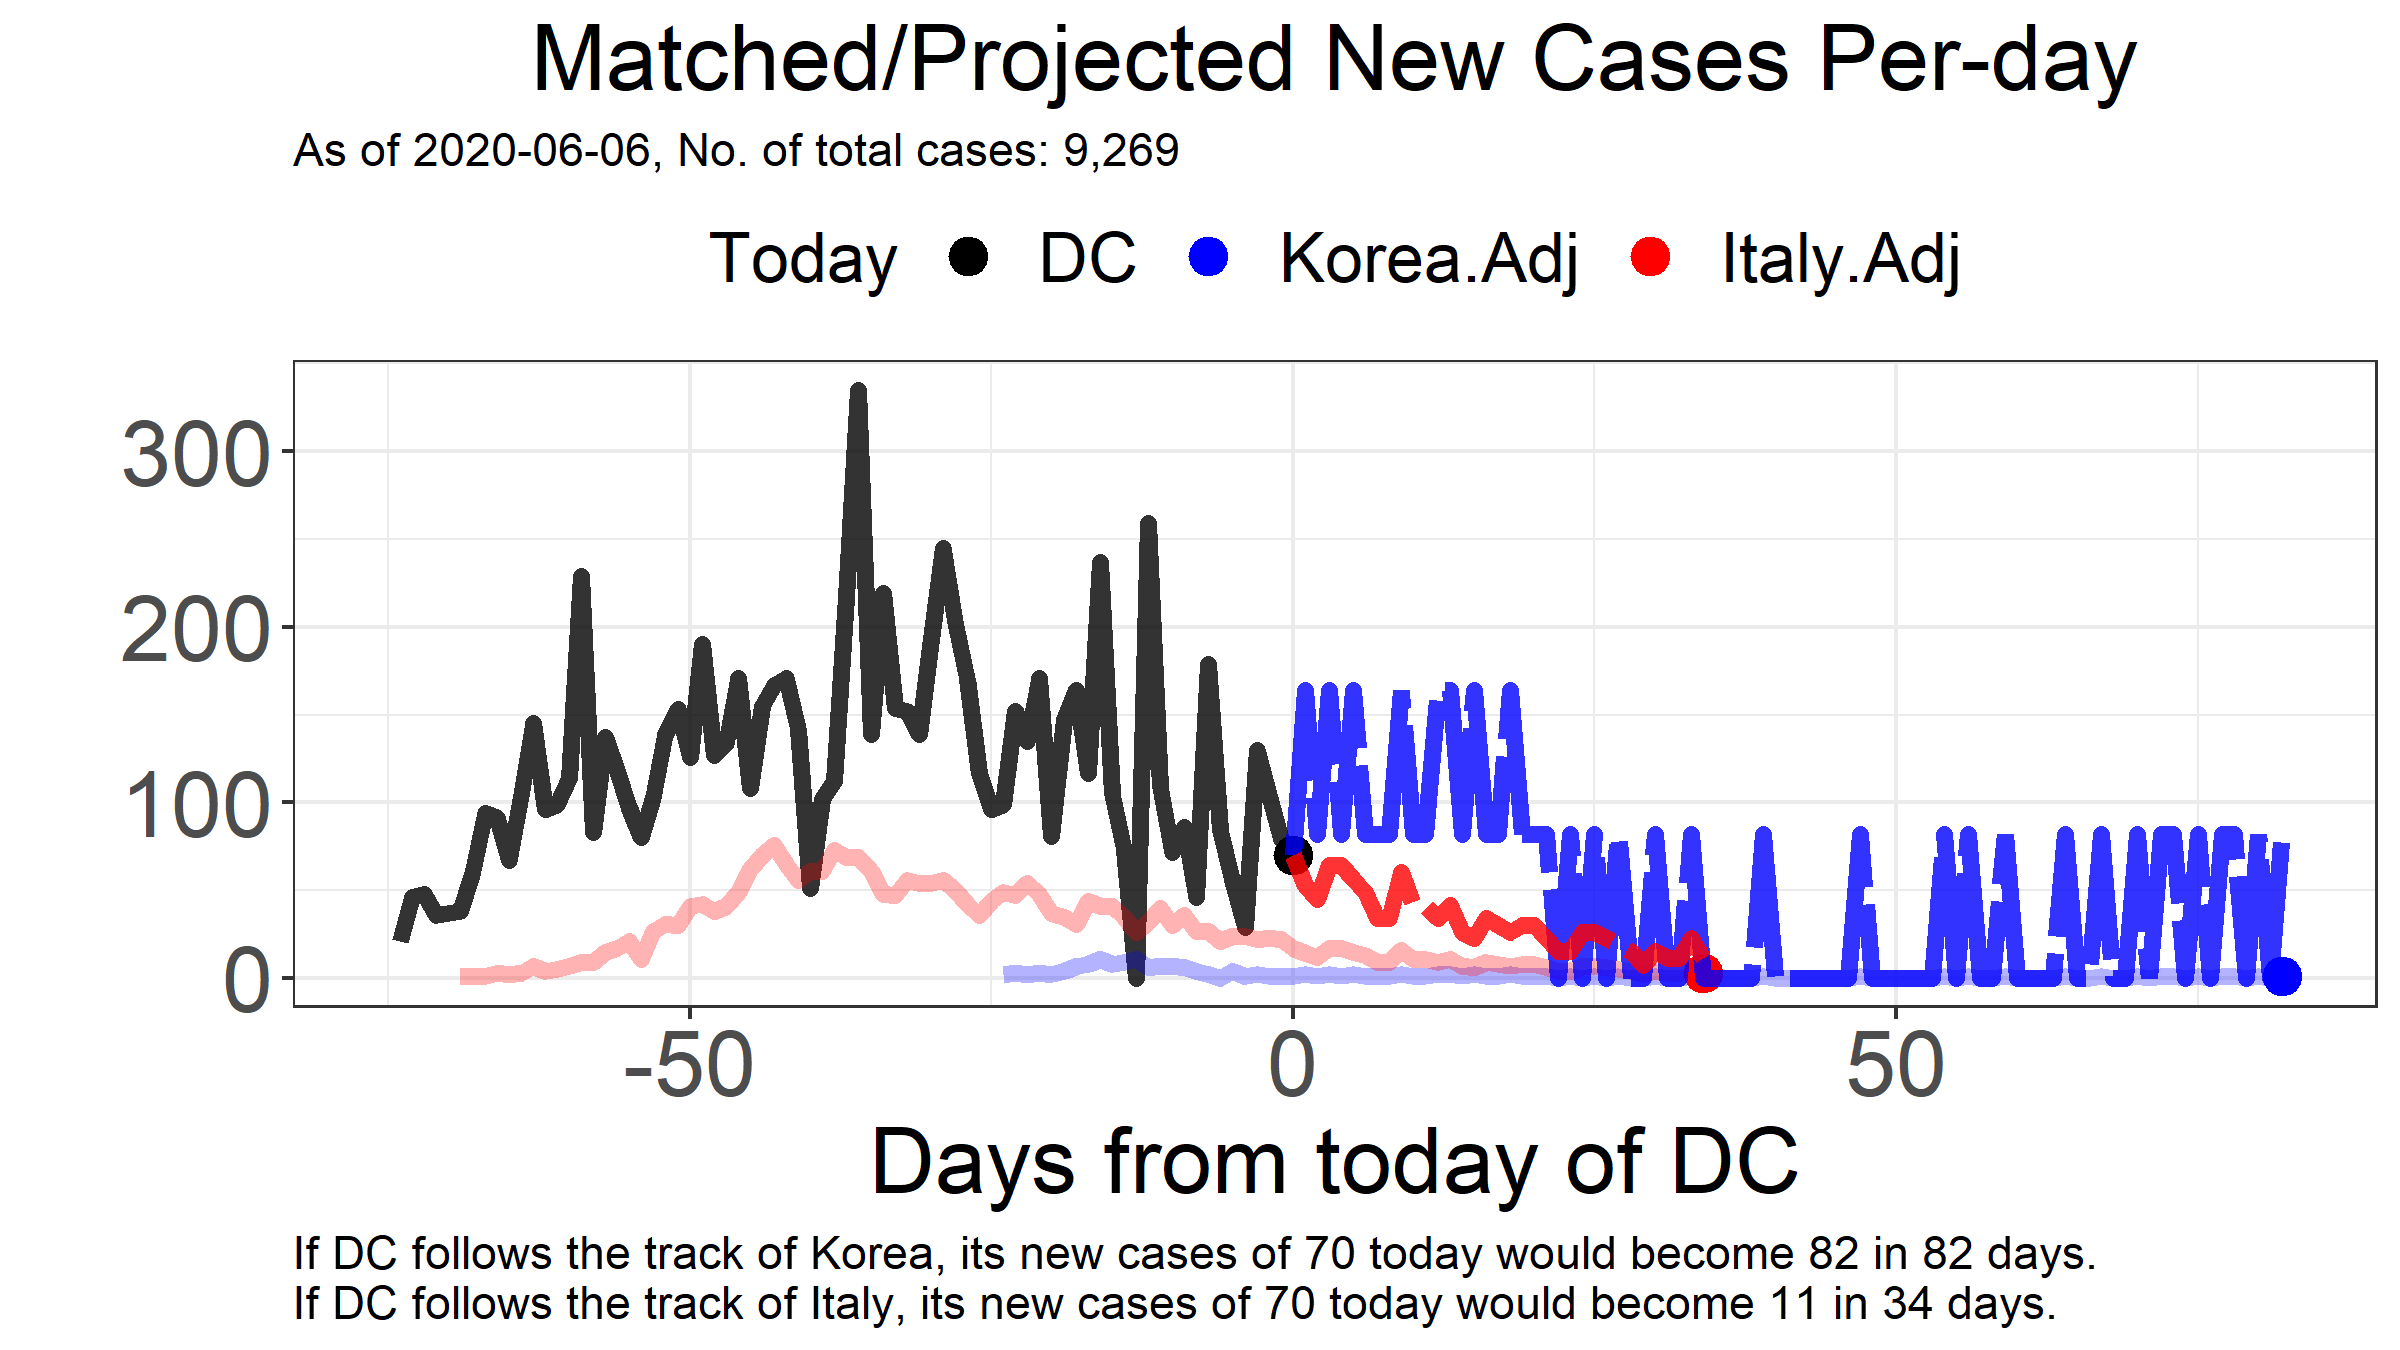 Matched/Projected New Cases Per-day
As of 2020-06-06, No. of total cases: 9,269
Today DC Korea.Adj Italy.Adj
300
200
100
0
-50 0 50
Days from today of DC
If DC follows the track of Korea, its new cases of 70 today would become 82 in 82 days.
If DC follows the track of Italy, its new cases of 70 today would become 11 in 34 days.